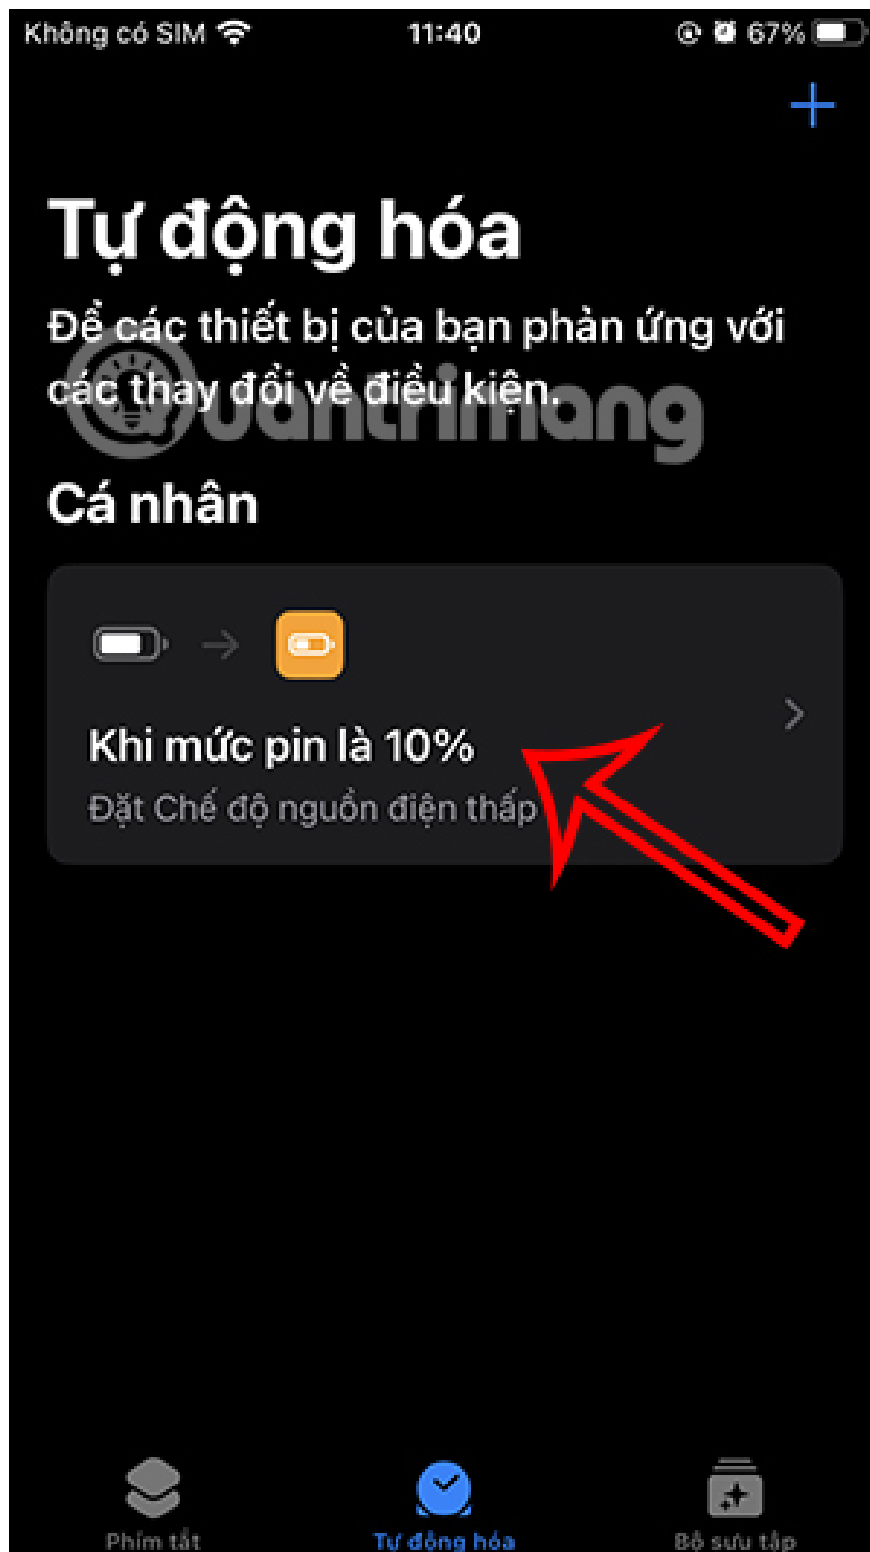 Không có SIM 11:40 67%
Tự động hóa
Để các thiết bị của bạn phản ứng với
các thay đổi về điều kiện.
uantrimang
Cá nhân
Khi mức pin là 10%
Đặt Chế độ nguồn điện thấp
Phím tắt Tự động hóa Bộ sưu tập